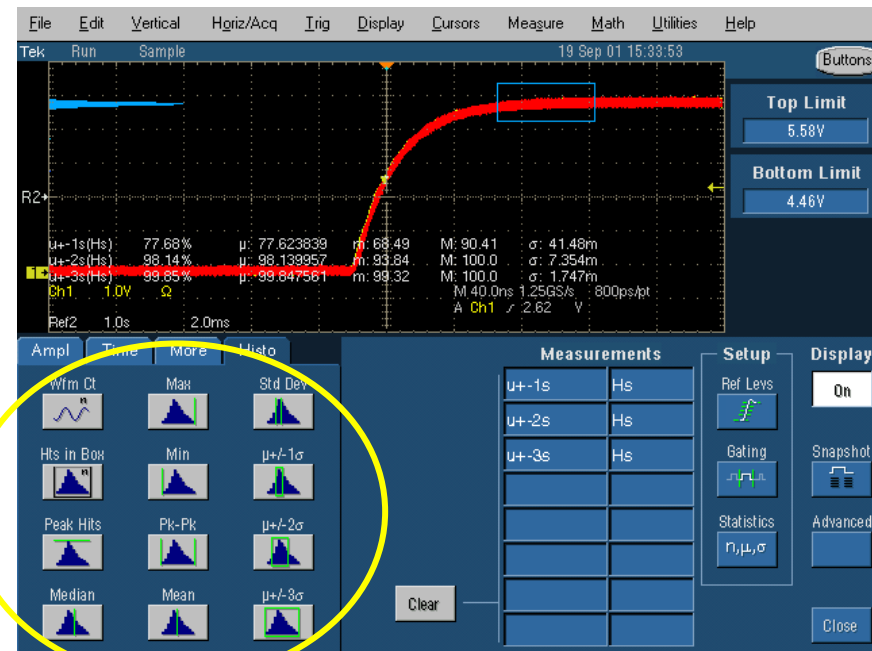 File Edit Vertical Horiz/Acq Trig Display Cursors Measure Math Utilities Help
Tek Run Sample 19 Sep 01 15:33:53
Buttons
Top Limit
5.58V
Bottom Limit
4.46V
R2
u+-1s(Hs) 77.68% µ: 77.623839 m: 68.49 M: 90.41 σ: 41.48m
u+-2s(Hs) 98.14% µ: 98.139957 m: 93.84 M: 100.0 σ: 7.354m
1 u+-3s(Hs) 99.85% µ: 99.847561 m: 99.32 M: 100.0 σ: 1.747m
Ch1 1.0V Ω M 40.0ns 1.25GS/s 800ps/pt
A Ch1 2.62 V
Ref2 1.0s 2.0ms
Ampl Time More Histo
Measurements
Setup
Display
Wfm Ct Max Std Dev
n
Hts in Box Min µ+/-1σ
n
Peak Hits Pk-Pk µ+/-2σ
Median Mean µ+/-3σ
Clear
u+-1s Hs
u+-2s Hs
u+-3s Hs
Ref Levs
Gating
Statistics
n,µ,σ
On
Snapshot
Advanced
Close